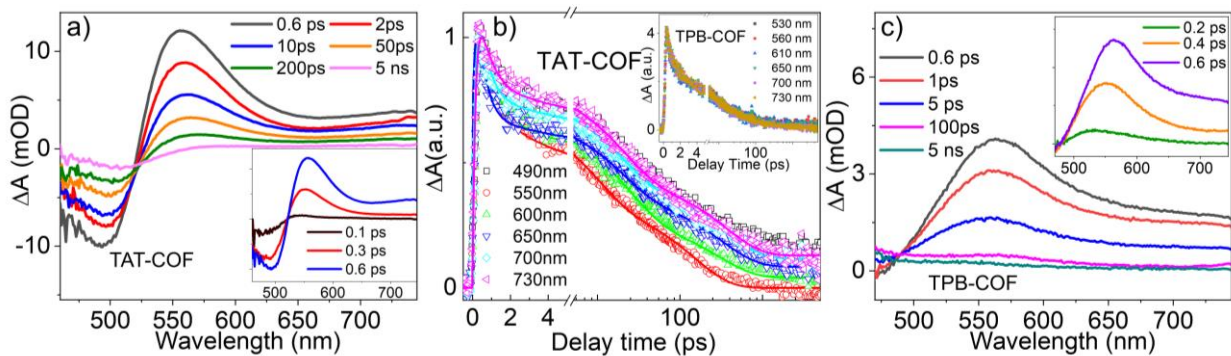 a)
0.6 ps
2ps
10ps
50ps
200ps
5 ns
10
0
-10
ΔA (mOD)
TAT-COF
0.1 ps
0.3 ps
0.6 ps
500
600
700
500
550
600
650
700
Wavelength (nm)
b)
TAT-COF
TPB-COF
530 nm
560 nm
610 nm
650 nm
700 nm
730 nm
4
2
0
ΔA (a.u.)
0
2
4
100
Delay Time (ps)
1
0
ΔA(a.u.)
490nm
550nm
600nm
650nm
700nm
730nm
0
2
4
100
Delay time (ps)
c)
0.6 ps
1ps
5 ps
100ps
5 ns
0.2 ps
0.4 ps
0.6 ps
500
600
700
6
3
0
ΔA (mOD)
TPB-COF
500
550
600
650
700
Wavelength (nm)